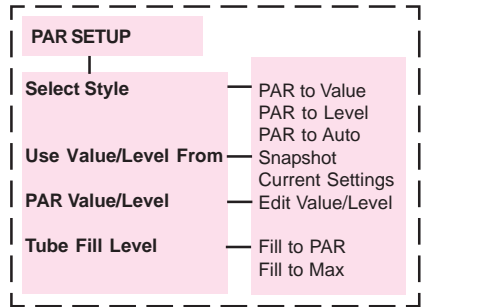 PAR SETUP
Select Style
PAR to Value
PAR to Level
PAR to Auto
Use Value/Level From
Snapshot
Current Settings
PAR Value/Level
Edit Value/Level
Tube Fill Level
Fill to PAR
Fill to Max